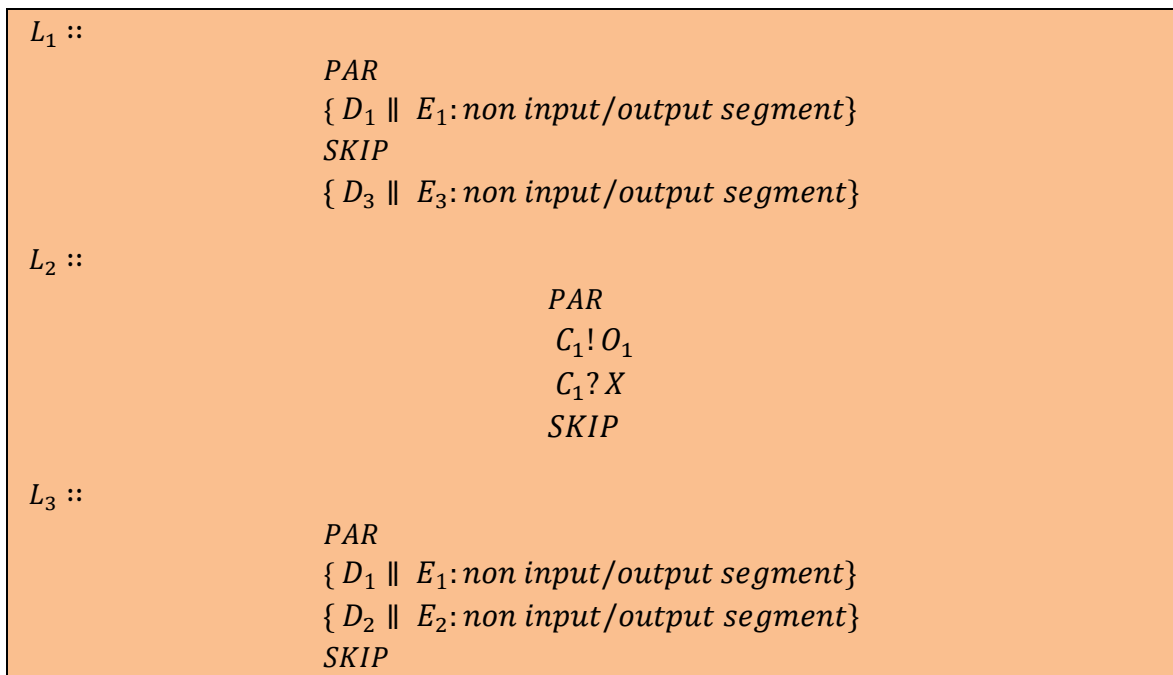 L₁ ::
PAR
{ D₁ ∥ E₁: non input/output segment}
SKIP
{ D₃ ∥ E₃: non input/output segment}
L₂ ::
PAR
C₁! O₁
C₁? X
SKIP
L₃ ::
PAR
{ D₁ ∥ E₁: non input/output segment}
{ D₂ ∥ E₂: non input/output segment}
SKIP